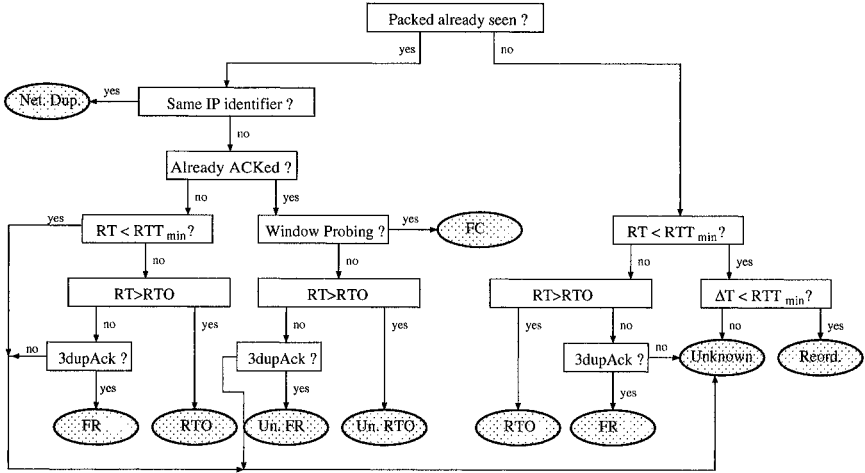 Packed already seen ?
yes
no
Net. Dup.
yes
Same IP identifier ?
no
Already ACKed ?
no
yes
yes
RT < RTT min ?
Window Probing ?
yes
FC
RT < RTT min ?
no
no
no
yes
RT>RTO
RT>RTO
RT>RTO
ΔT < RTT min ?
no
yes
no
yes
yes
no
no
yes
no
3dupAck ?
3dupAck ?
3dupAck ?
no
Unknown
Reord.
yes
yes
yes
FR
RTO
Un. FR
Un. RTO
RTO
FR